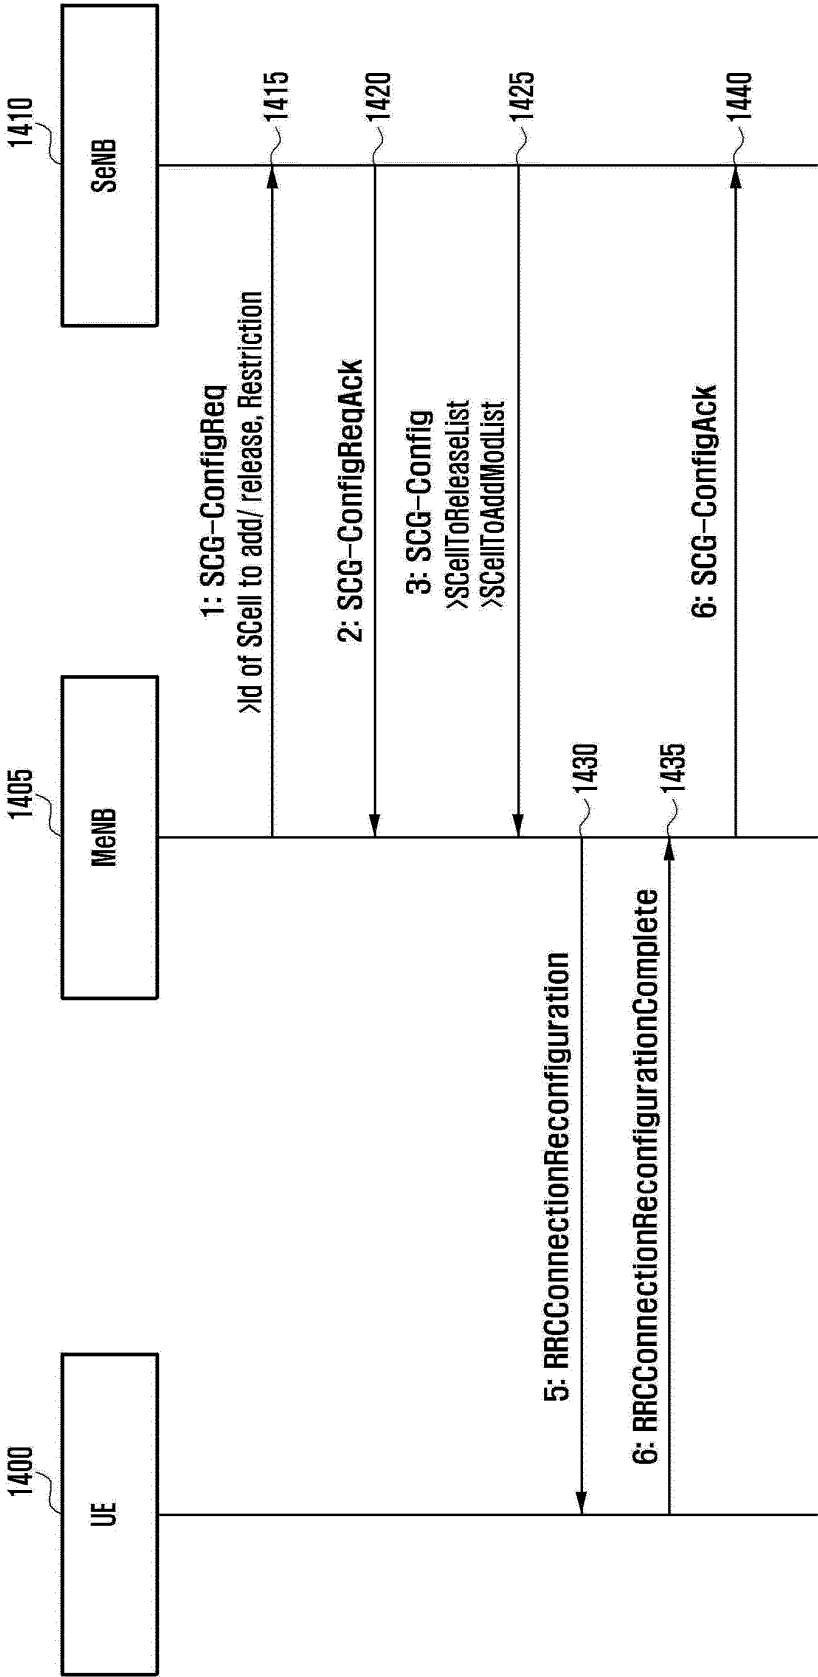 1400
UE
1405
MeNB
1410
SeNB
1: SCG-ConfigReq
>Id of SCell to add/ release, Restriction
1415
2: SCG-ConfigReqAck
1420
3: SCG-Config
>SCellToReleaseList
>SCellToAddModList
1425
5: RRCConnectionReconfiguration
1430
6: RRCConnectionReconfigurationComplete
1435
6: SCG-ConfigAck
1440